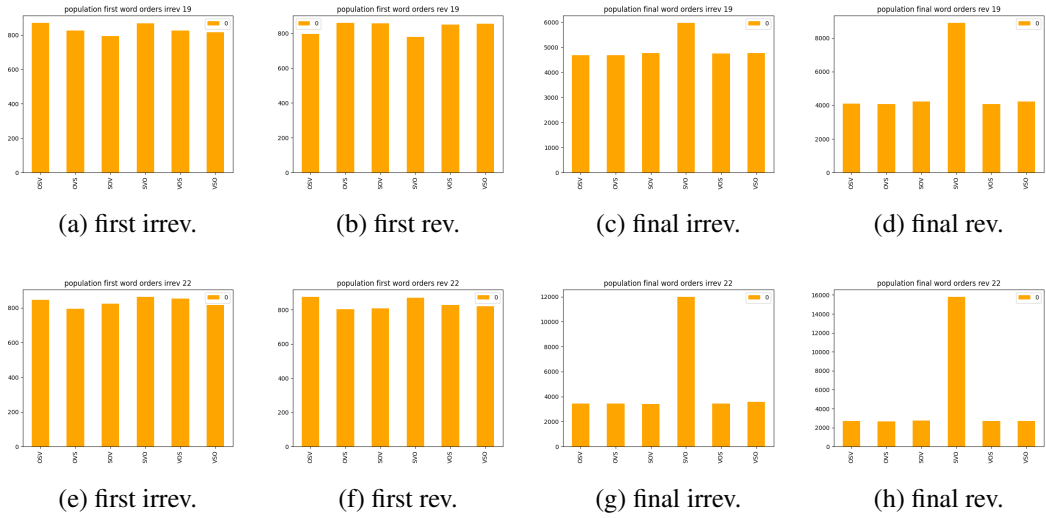 population first word orders irrev 19
0
800
600
400
200
0
OSV OVS SOV SVO VOS VSO
(a) first irrev.
population first word orders rev 19
0
800
600
400
200
0
OSV OVS SOV SVO VOS VSO
(b) first rev.
population first word orders irrev 19
0
6000
5000
4000
3000
2000
1000
0
OSV OVS SOV SVO VOS VSO
(c) final irrev.
population first word orders rev 19
0
8000
6000
4000
2000
0
OSV OVS SOV SVO VOS VSO
(d) final rev.
population first word orders irrev 22
0
800
600
400
200
0
OSV OVS SOV SVO VOS VSO
(e) first irrev.
population first word orders rev 22
0
800
600
400
200
0
OSV OVS SOV SVO VOS VSO
(f) first rev.
population final word orders irrev 22
0
12000
10000
8000
6000
4000
2000
0
OSV OVS SOV SVO VOS VSO
(g) final irrev.
population final word orders rev 22
0
16000
14000
12000
10000
8000
6000
4000
2000
0
OSV OVS SOV SVO VOS VSO
(h) final rev.